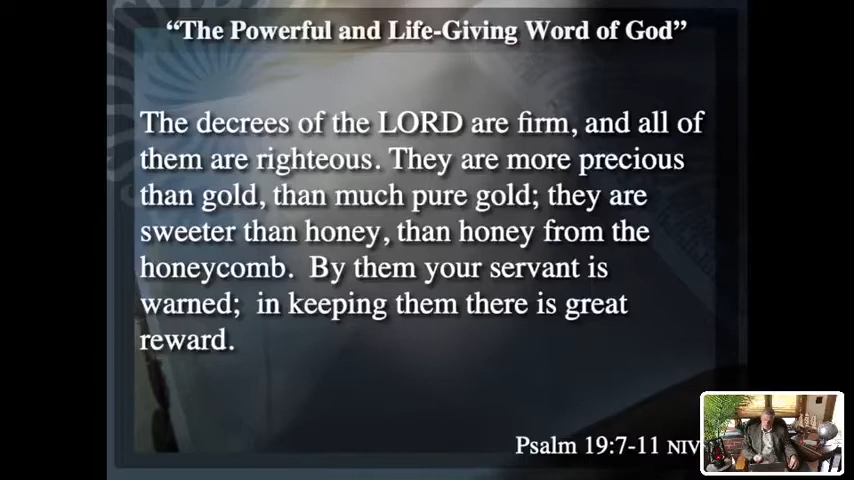 “The Powerful and Life-Giving Word of God”
The decrees of the LORD are firm, and all of
them are righteous. They are more precious
than gold, than much pure gold; they are
sweeter than honey, than honey from the
honeycomb.  By them your servant is
warned;  in keeping them there is great
reward.
Psalm 19:7-11 NIV